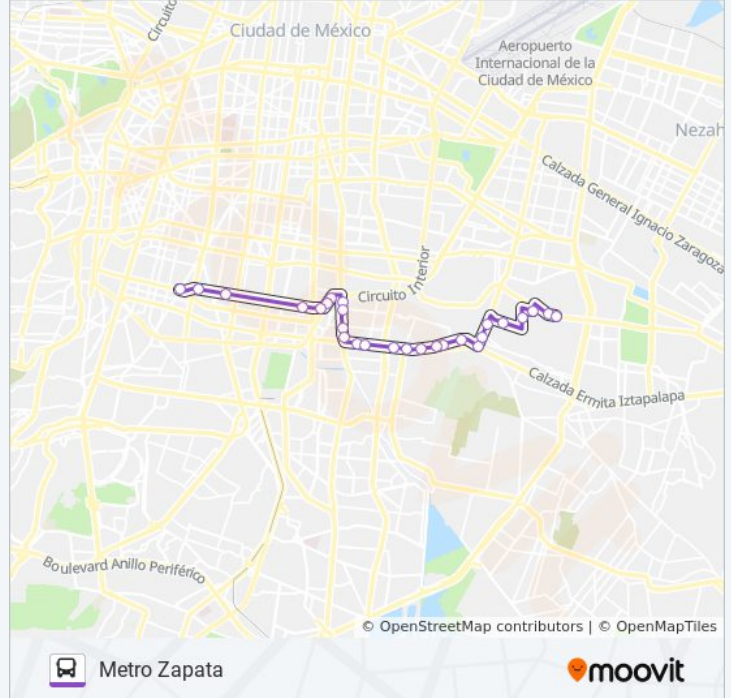 Circuito
Ciudad de México
Aeropuerto
Internacional de la
Ciudad de México
Nezah
Calzada General Ignacio Zaragoza
Circuito Interior
Calzada Ermita Iztapalapa
Boulevard Anillo Periférico
© OpenStreetMap contributors | © OpenMapTiles
Metro Zapata
moovit